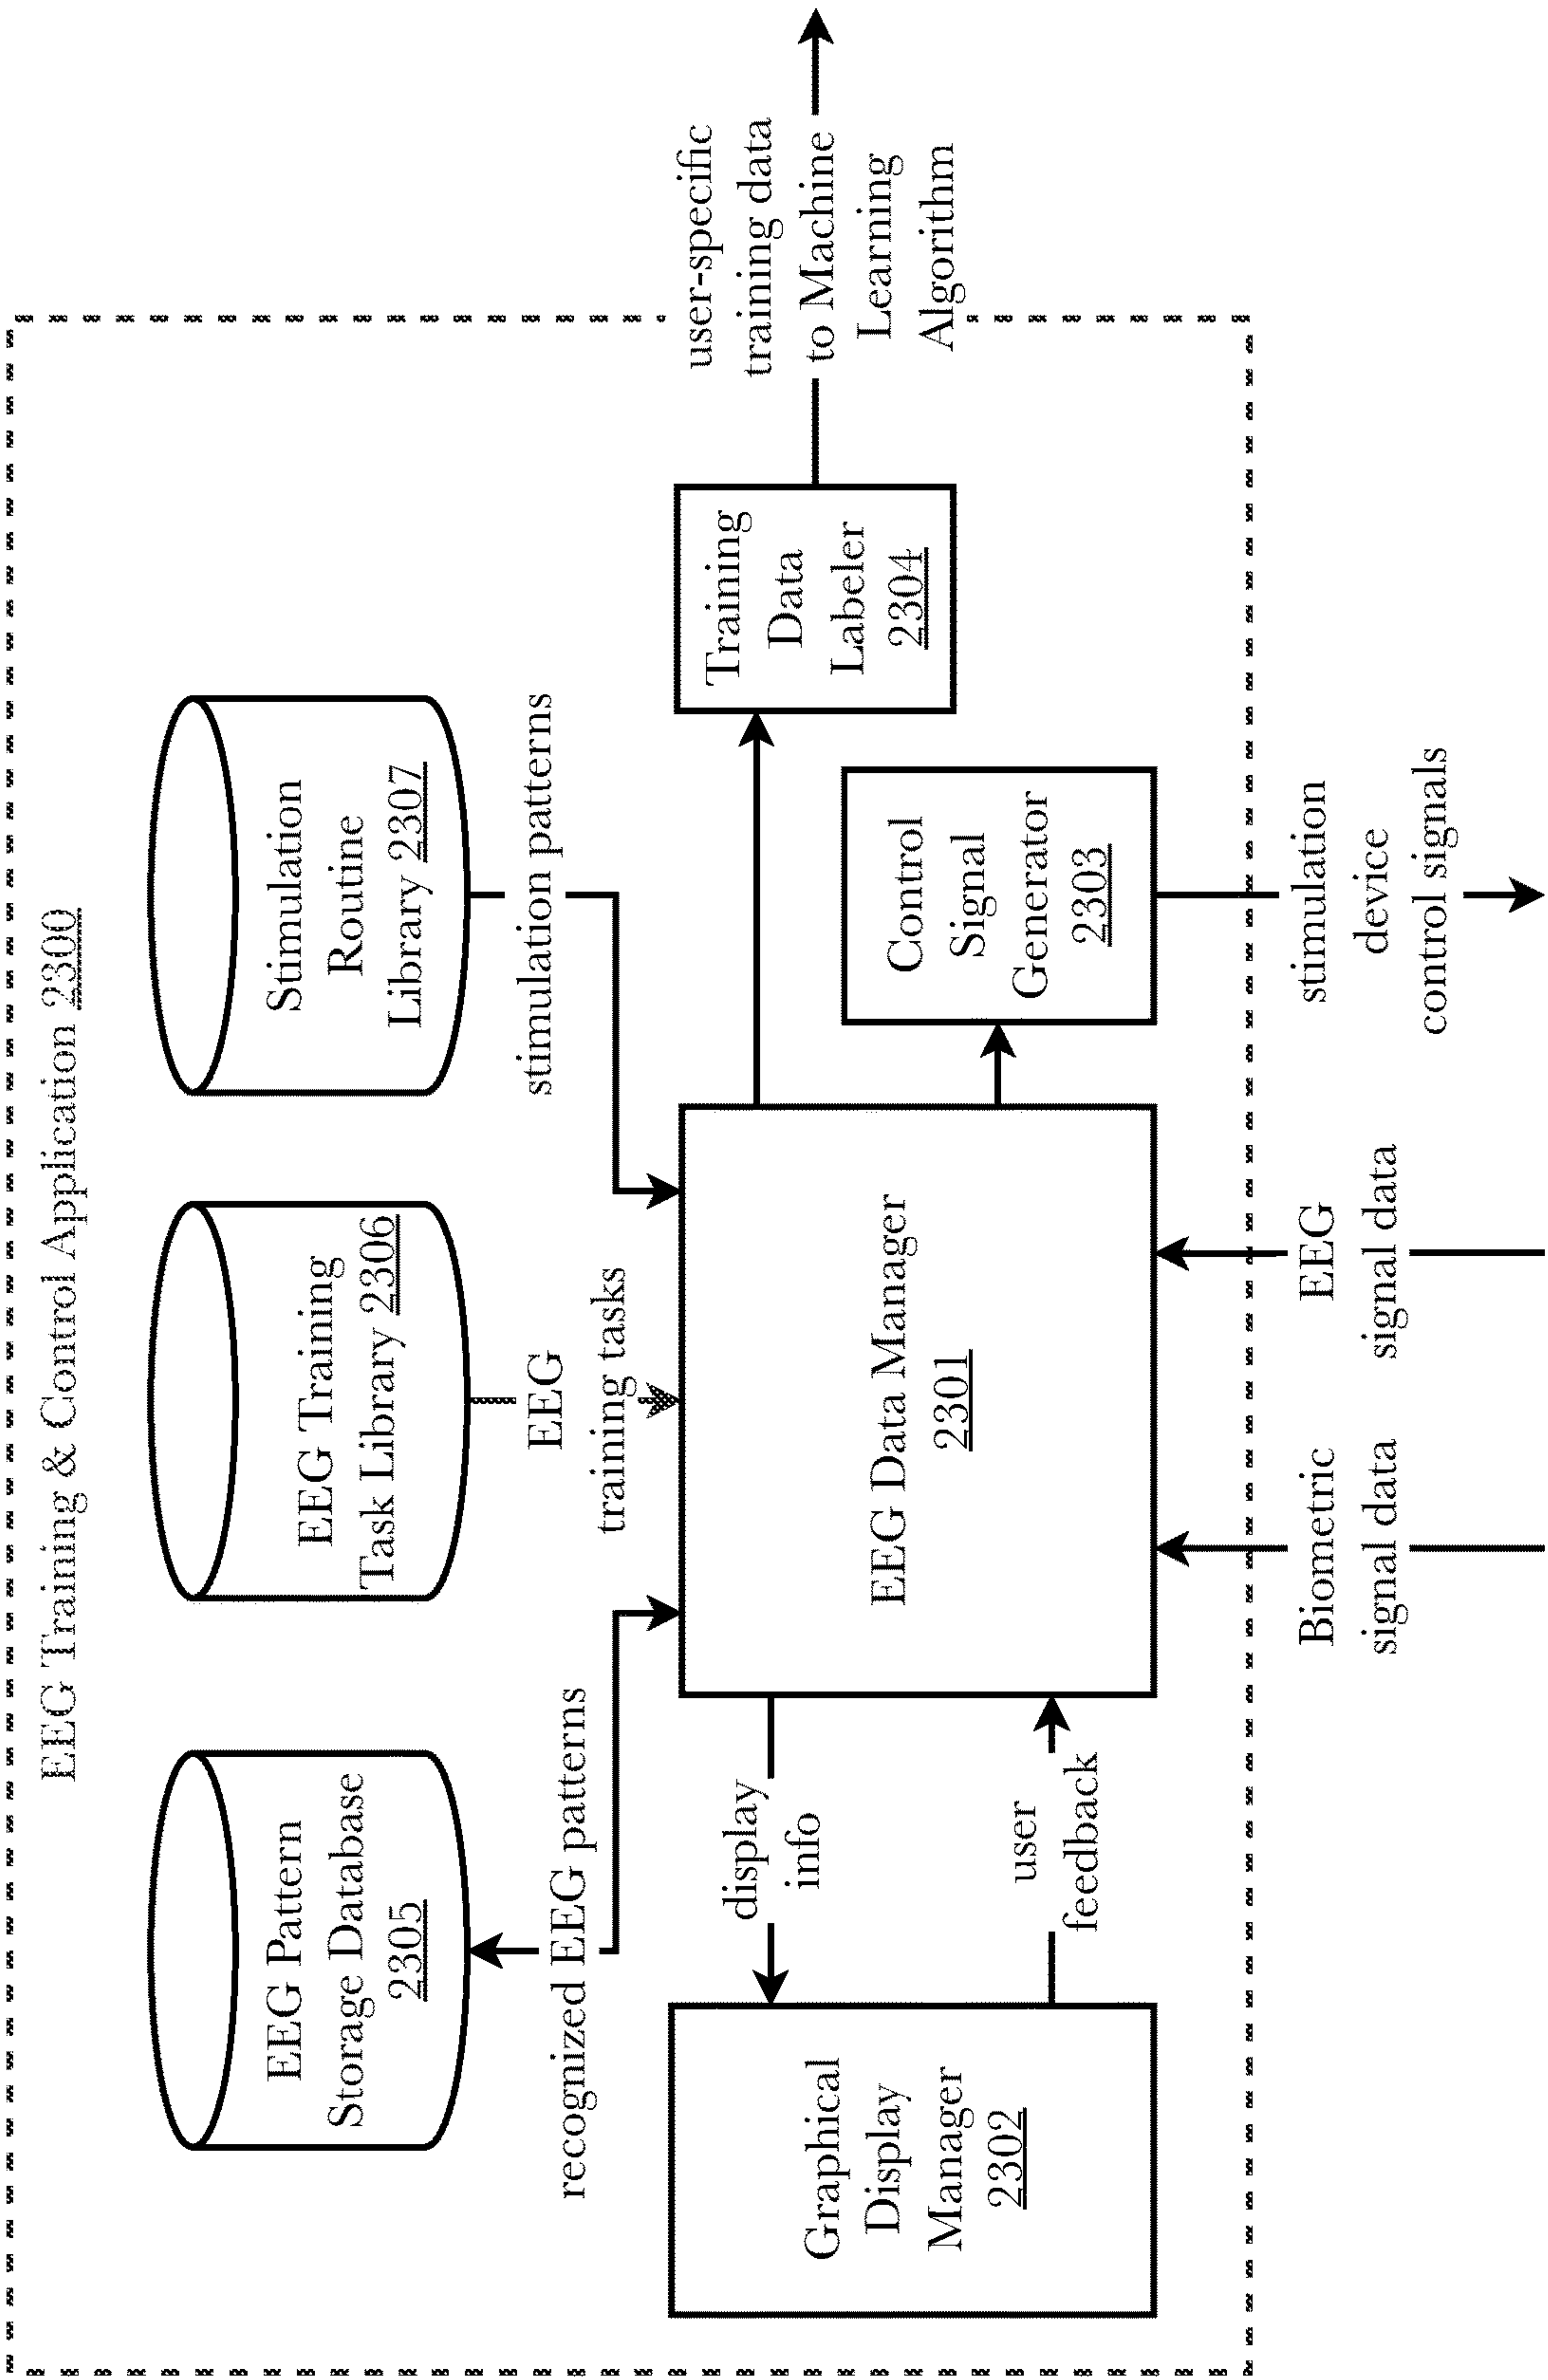 EEG Training & Control Application 2300
EEG Pattern
Storage Database
2305
EEG Training
Task Library 2306
Stimulation
Routine
Library 2307
recognized EEG patterns
EEG
training tasks
stimulation patterns
Graphical
Display
Manager
2302
display
info
user
feedback
EEG Data Manager
2301
Training
Data
Labeler
2304
Control
Signal
Generator
2303
user-specific
training data
to Machine
Learning
Algorithm
Biometric
signal data
EEG
signal data
stimulation
device
control signals